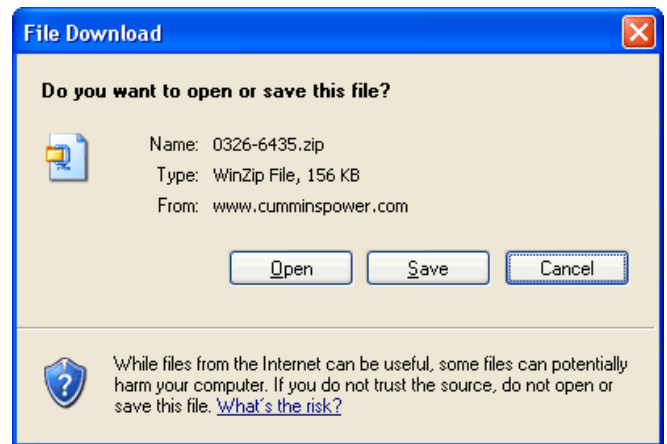 File Download
Do you want to open or save this file?
Name: 0326-6435.zip
Type: WinZip File, 156 KB
From: www.cumminspower.com
Open Save Cancel
While files from the Internet can be useful, some files can potentially
harm your computer. If you do not trust the source, do not open or
save this file. What's the risk?